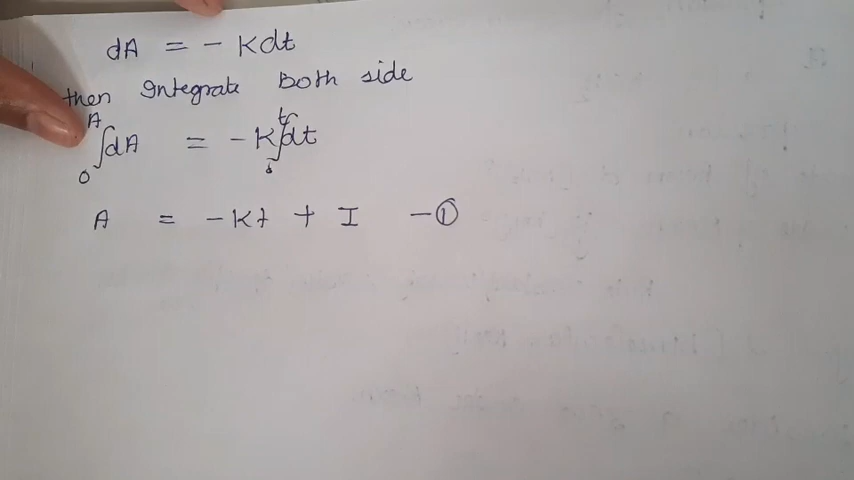 dA = - Kdt
then Integrate Both side
∫₀ᴬ dA = - K ∫₀ᵗ dt
A = - Kt + I - ①